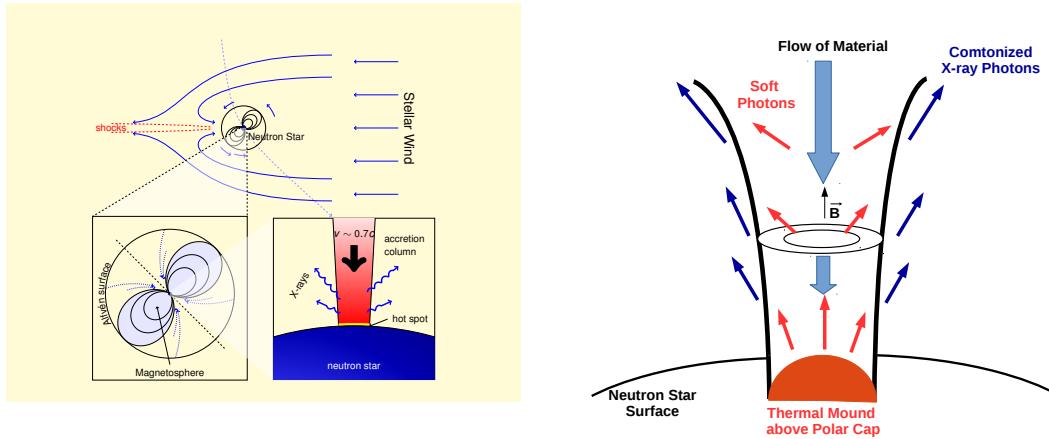 Stellar Wind
shocks
Neutron Star
Alfvén surface
Magnetosphere
v ∼ 0.7c
accretion
column
X-rays
hot spot
neutron star
Flow of Material
Comtonized
X-ray Photons
Soft
Photons
B
Neutron Star
Surface
Thermal Mound
above Polar Cap